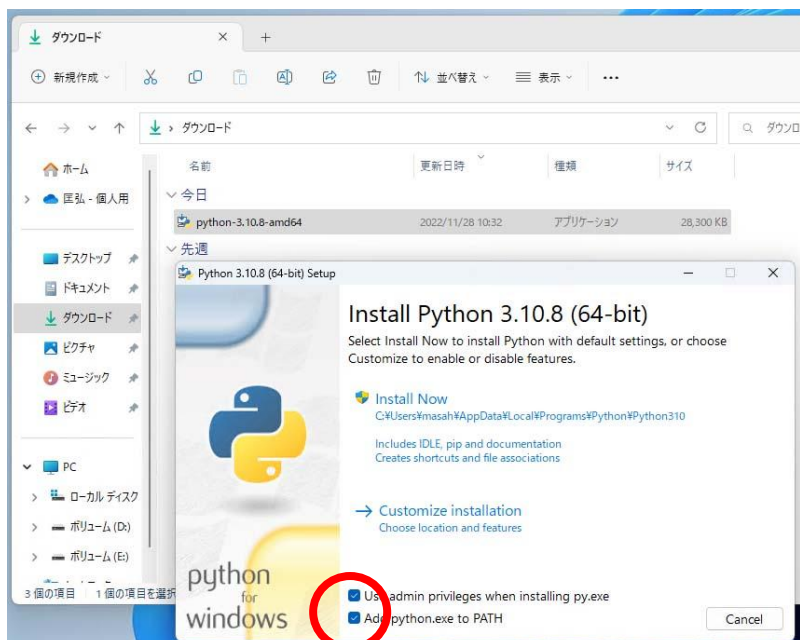 ダウンロード
新規作成
並べ替え
表示
ダウンロード
ダウンロ
名前 更新日時 種類 サイズ
ホーム
匡弘 - 個人用
今日
python-3.10.8-amd64 2022/11/28 10:32 アプリケーション 28,300 KB
先週
デスクトップ
ドキュメント
ダウンロード
ピクチャ
ミュージック
ビデオ
PC
ローカル ディスク
ボリューム (D:)
ボリューム (E:)
3 個の項目 1 個の項目を選択
Python 3.10.8 (64-bit) Setup
Install Python 3.10.8 (64-bit)
Select Install Now to install Python with default settings, or choose
Customize to enable or disable features.
Install Now
C:¥Users¥masah¥AppData¥Local¥Programs¥Python¥Python310
Includes IDLE, pip and documentation
Creates shortcuts and file associations
Customize installation
Choose location and features
python
for
windows
Use admin privileges when installing py.exe
Add python.exe to PATH
Cancel